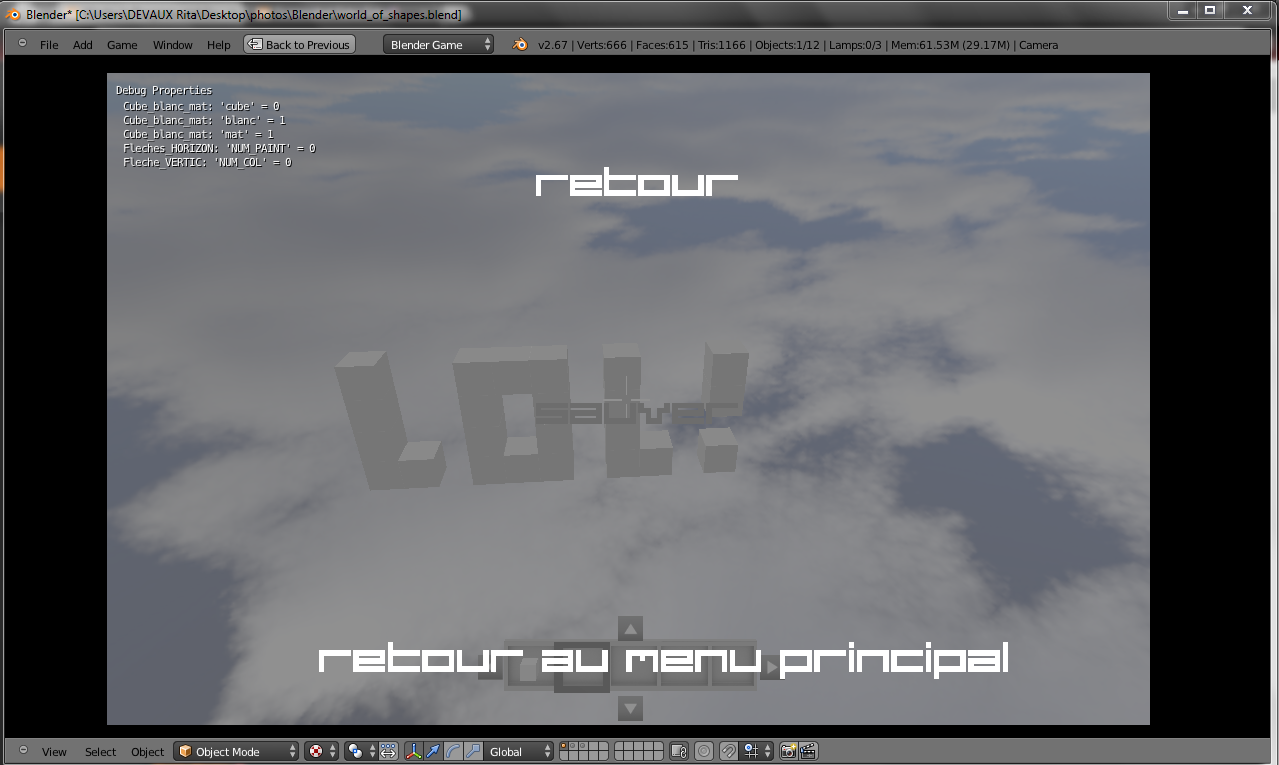 Blender* [C:\Users\DEVAUX Rita\Desktop\photos\Blender\world_of_shapes.blend]
File Add Game Window Help Back to Previous Blender Game v2.67 | Verts:666 | Faces:615 | Tris:1166 | Objects:1/12 | Lamps:0/3 | Mem:61.53M (29.17M) | Camera
Debug Properties
Cube_blanc_mat: 'cube' = 0
Cube_blanc_mat: 'blanc' = 1
Cube_blanc_mat: 'mat' = 1
Fleches_HORIZON: 'NUM_PAINT' = 0
Fleche_VERTIC: 'NUM_COL' = 0
retour
LOL!
sauver
retour au menu principal
View Select Object Object Mode Global